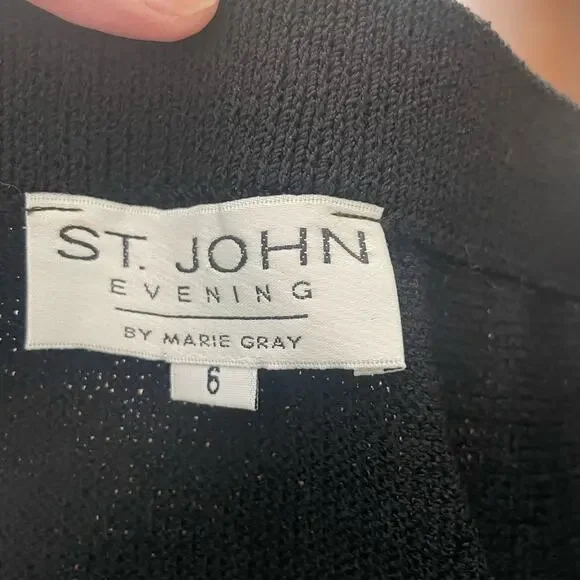 ST. JOHN
EVENING
BY MARIE GRAY
6